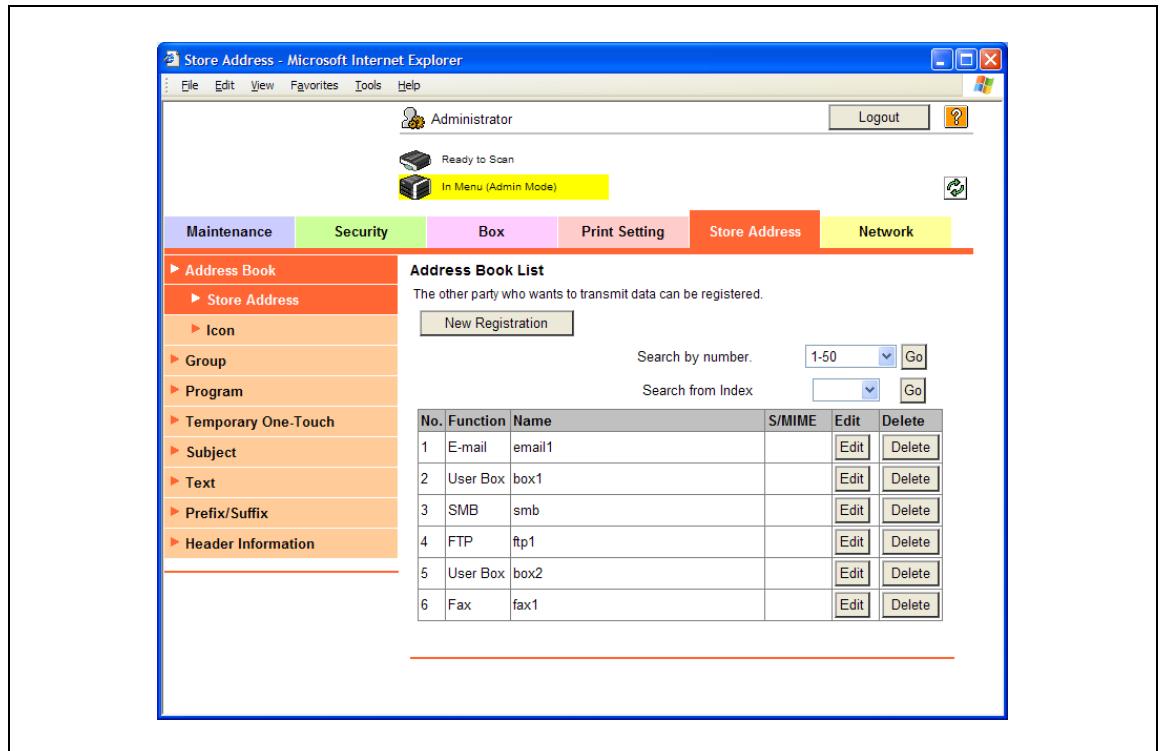 Store Address - Microsoft Internet Explorer
File Edit View Favorites Tools Help
Administrator Logout ?
Ready to Scan
In Menu (Admin Mode)
Maintenance Security Box Print Setting Store Address Network
Address Book
Store Address
Icon
Group
Program
Temporary One-Touch
Subject
Text
Prefix/Suffix
Header Information
Address Book List
The other party who wants to transmit data can be registered.
New Registration
Search by number. 1-50 Go
Search from Index Go
No. Function Name S/MIME Edit Delete
1 E-mail email1 Edit Delete
2 User Box box1 Edit Delete
3 SMB smb Edit Delete
4 FTP ftp1 Edit Delete
5 User Box box2 Edit Delete
6 Fax fax1 Edit Delete